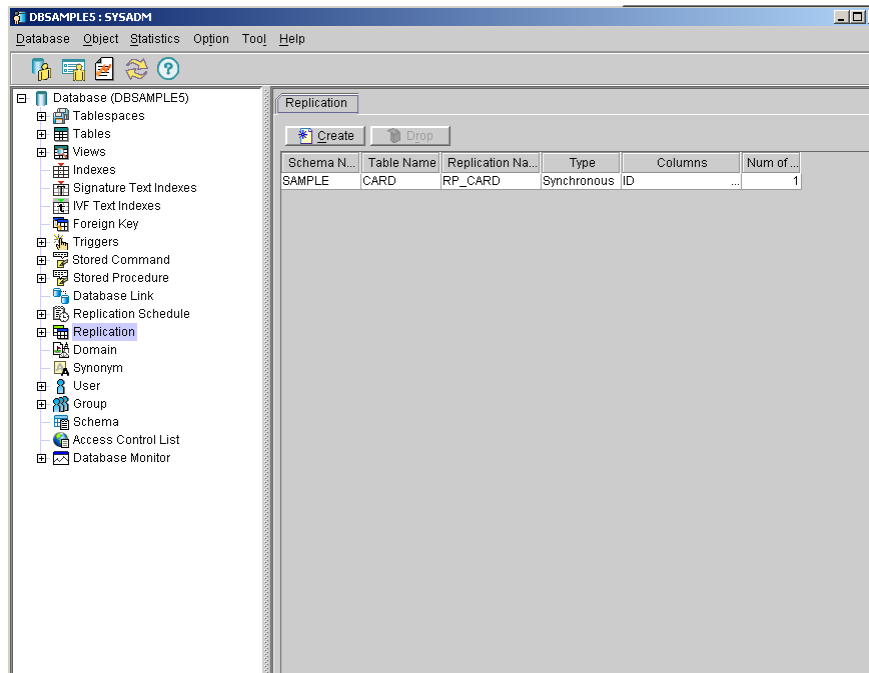 DBSAMPLE5 : SYSADM
Database Object Statistics Option Tool Help
Database (DBSAMPLE5)
Tablespaces
Tables
Views
Indexes
Signature Text Indexes
IVF Text Indexes
Foreign Key
Triggers
Stored Command
Stored Procedure
Database Link
Replication Schedule
Replication
Domain
Synonym
User
Group
Schema
Access Control List
Database Monitor
Replication
Create Drop
Schema N... Table Name Replication Na... Type Columns Num of ...
SAMPLE CARD RP_CARD Synchronous ID ... 1